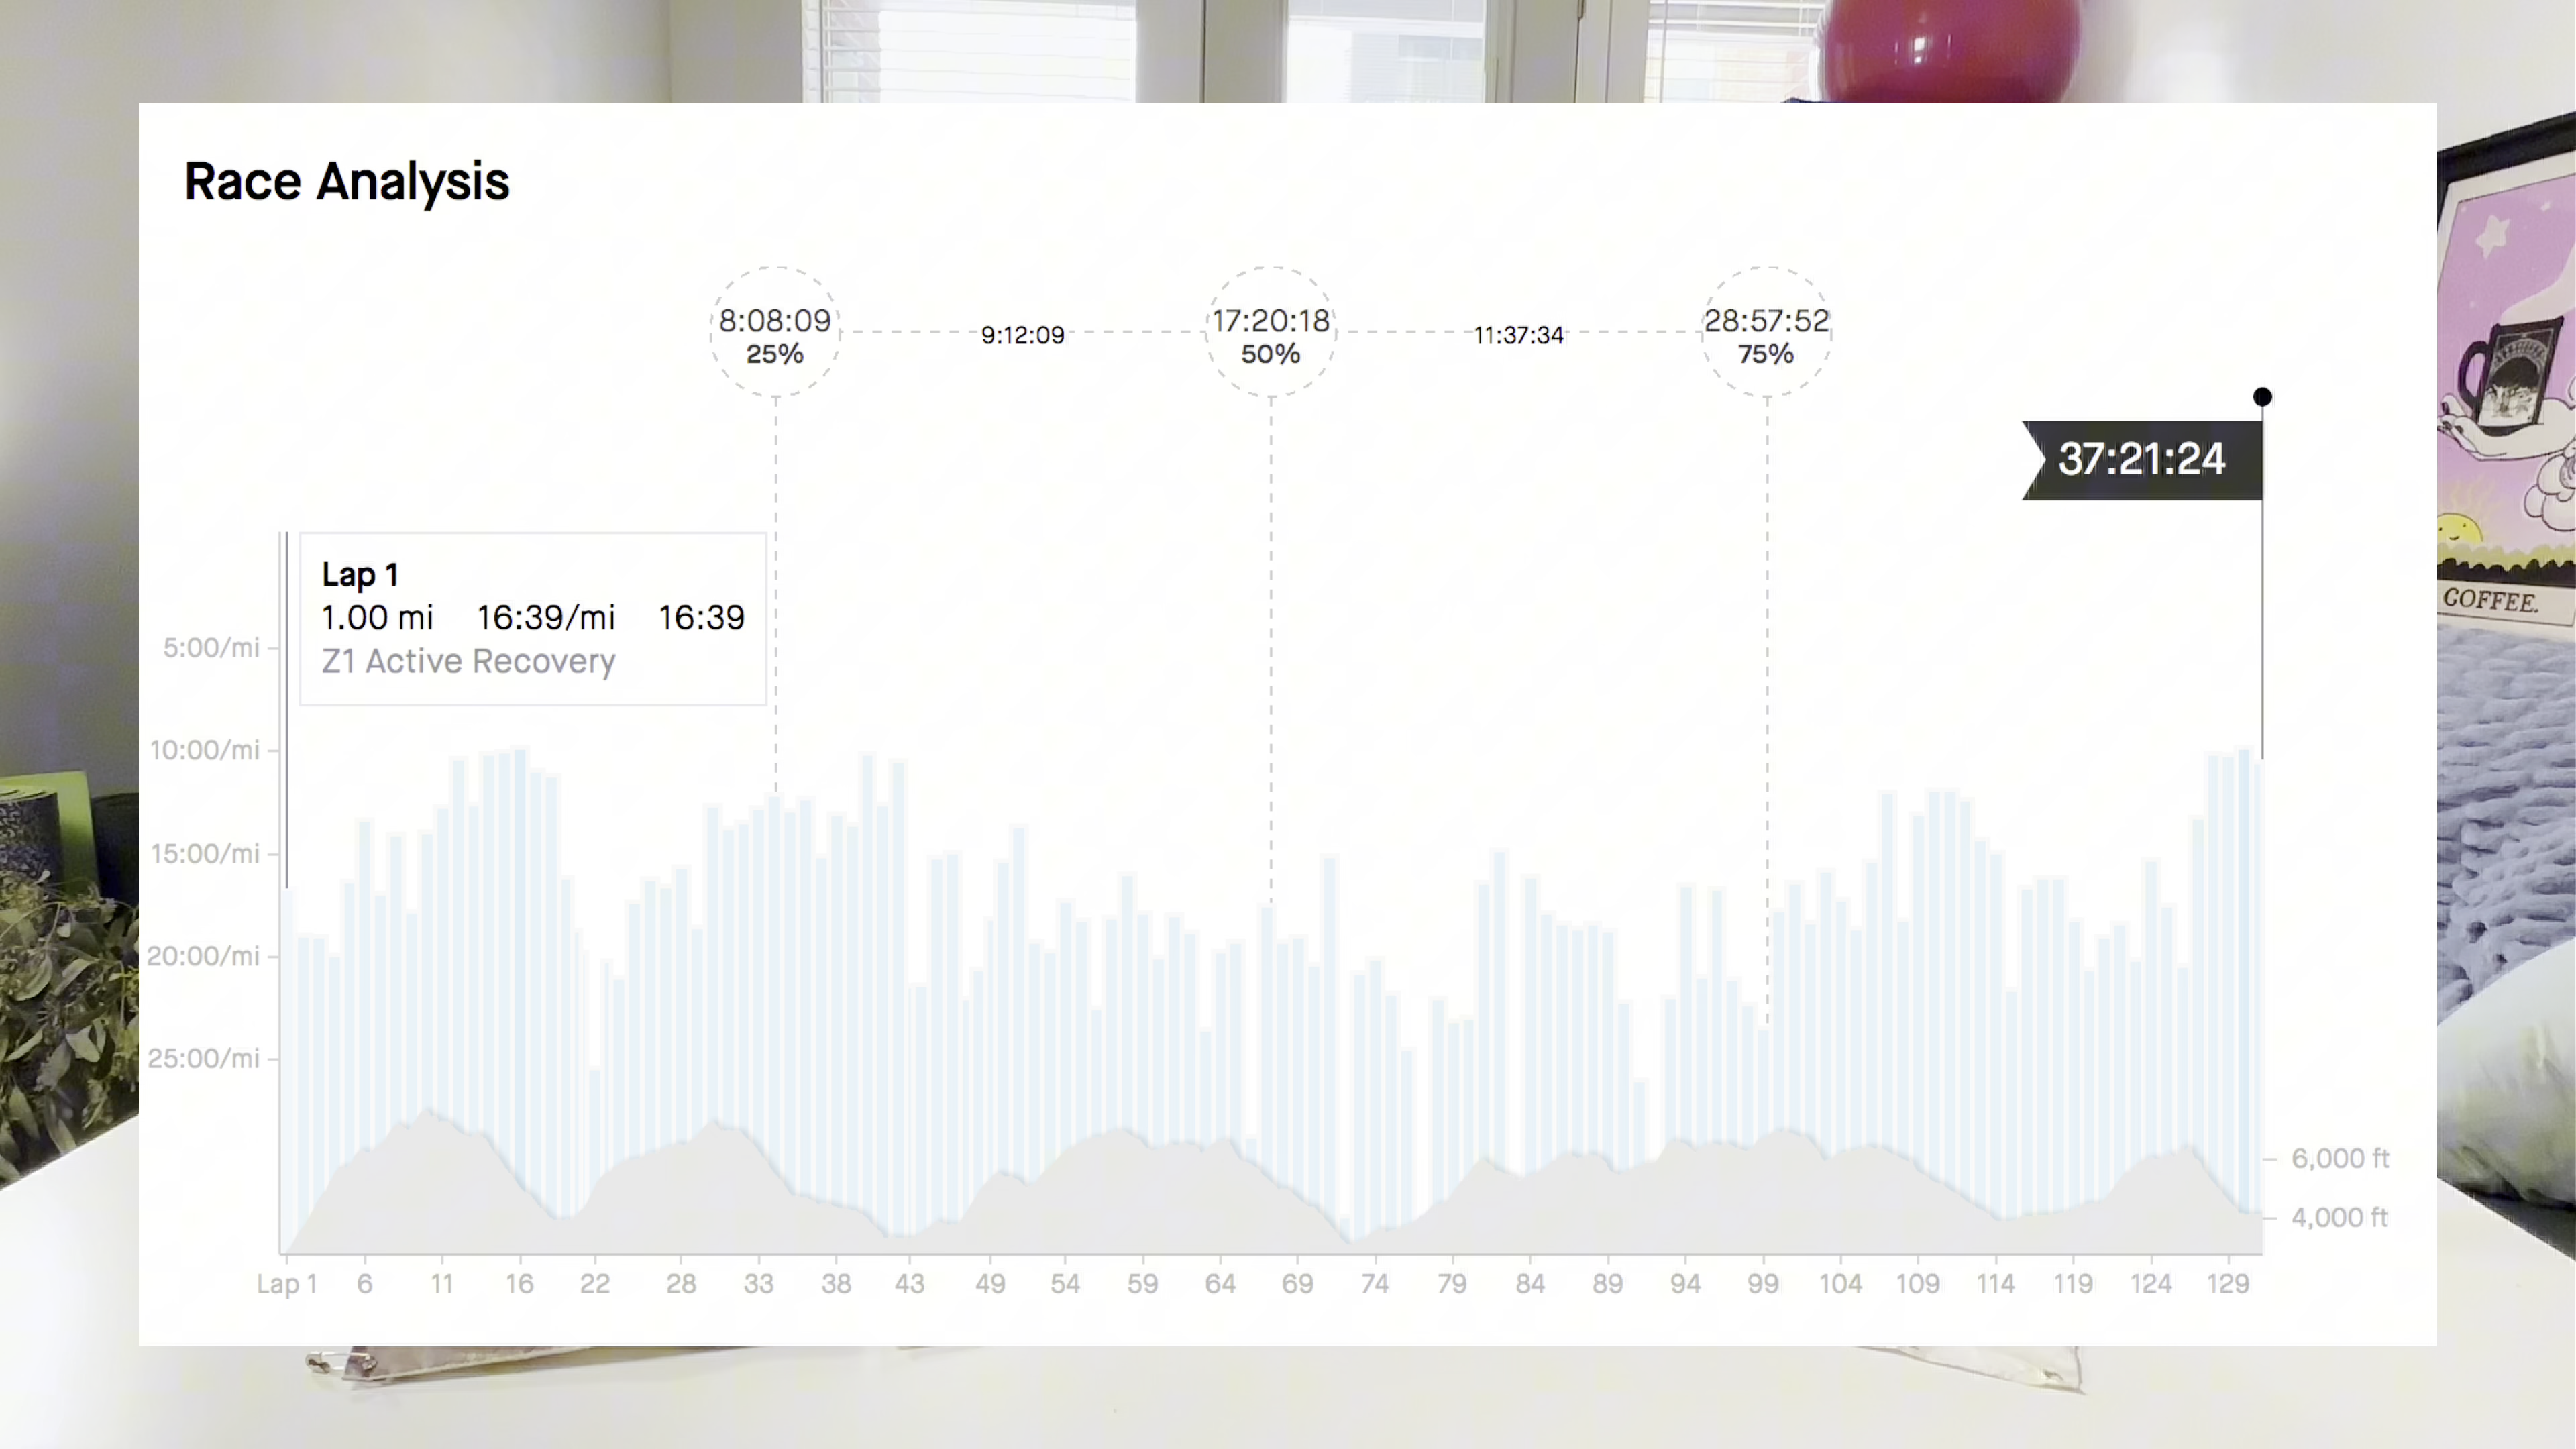 Race Analysis
8:08:09
25%
9:12:09
17:20:18
50%
11:37:34
28:57:52
75%
37:21:24
Lap 1
1.00 mi 16:39/mi 16:39
Z1 Active Recovery
5:00/mi
10:00/mi
15:00/mi
20:00/mi
25:00/mi
6,000 ft
4,000 ft
Lap 1 6 11 16 22 28 33 38 43 49 54 59 64 69 74 79 84 89 94 99 104 109 114 119 124 129
COFFEE.